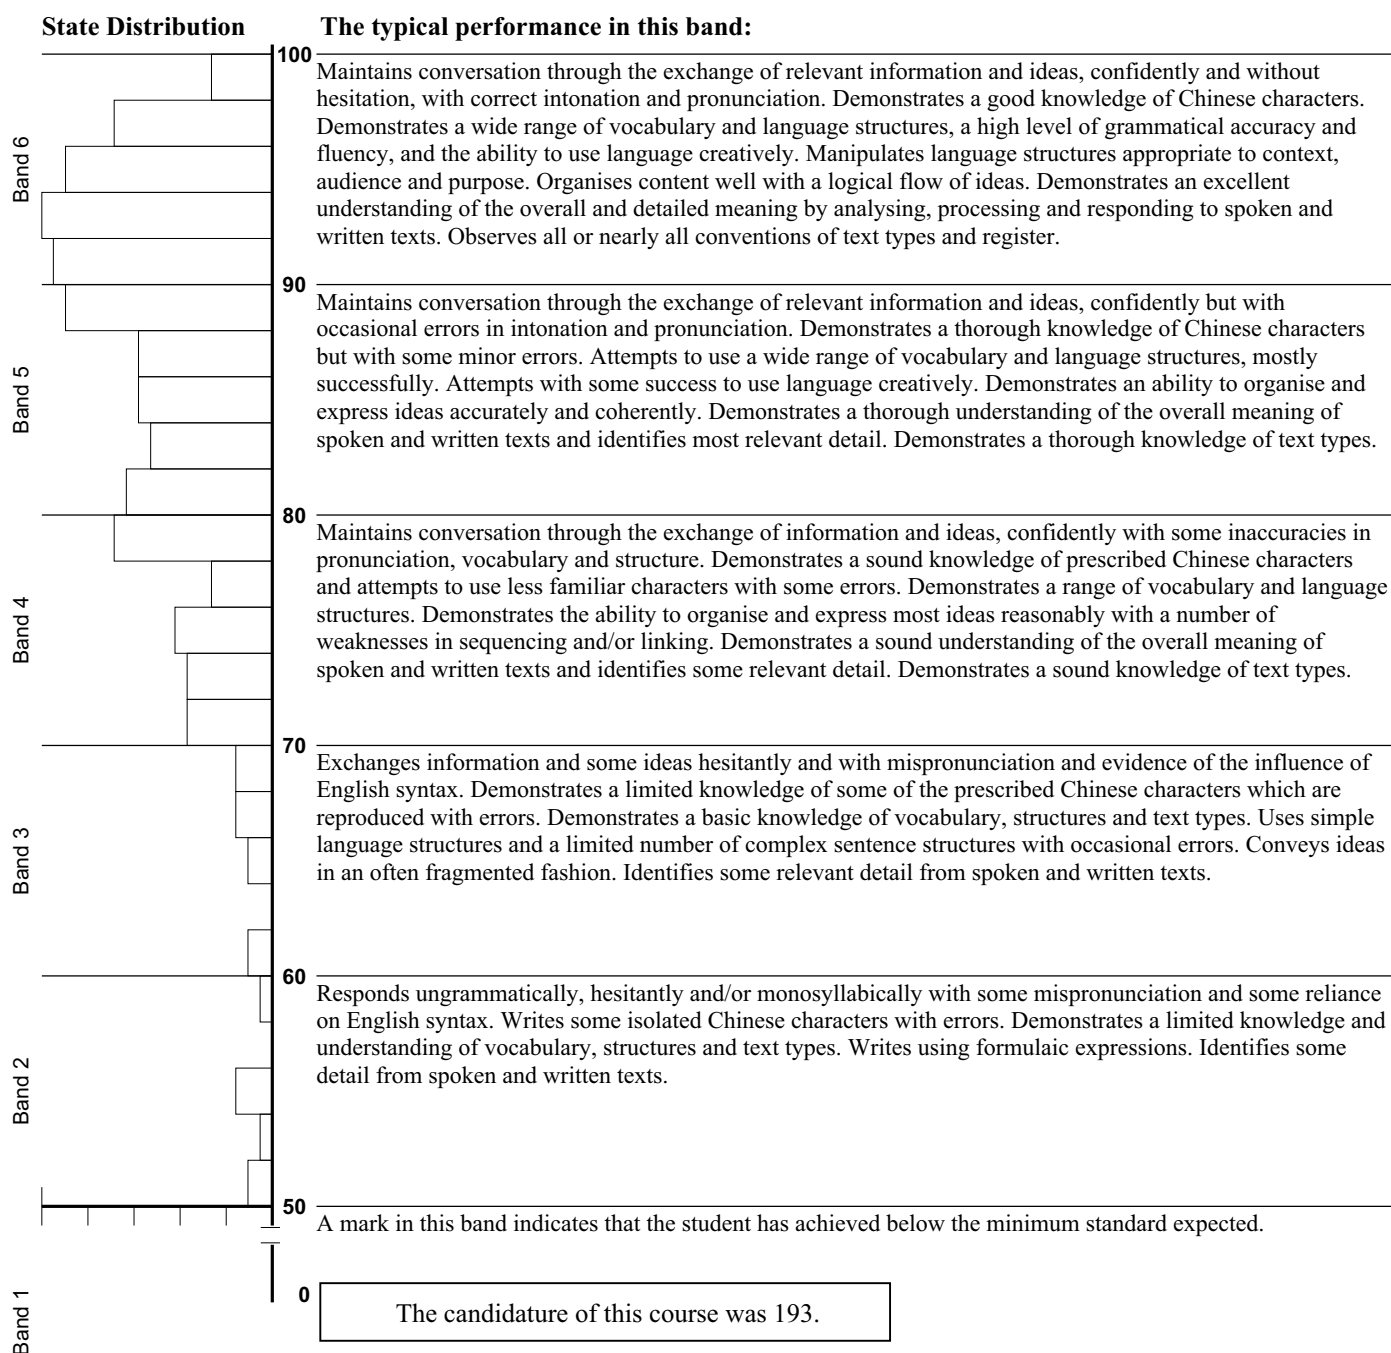 State Distribution
The typical performance in this band:
100
Band 6
Maintains conversation through the exchange of relevant information and ideas, confidently and without
hesitation, with correct intonation and pronunciation. Demonstrates a good knowledge of Chinese characters.
Demonstrates a wide range of vocabulary and language structures, a high level of grammatical accuracy and
fluency, and the ability to use language creatively. Manipulates language structures appropriate to context,
audience and purpose. Organises content well with a logical flow of ideas. Demonstrates an excellent
understanding of the overall and detailed meaning by analysing, processing and responding to spoken and
written texts. Observes all or nearly all conventions of text types and register.
90
Band 5
Maintains conversation through the exchange of relevant information and ideas, confidently but with
occasional errors in intonation and pronunciation. Demonstrates a thorough knowledge of Chinese characters
but with some minor errors. Attempts to use a wide range of vocabulary and language structures, mostly
successfully. Attempts with some success to use language creatively. Demonstrates an ability to organise and
express ideas accurately and coherently. Demonstrates a thorough understanding of the overall meaning of
spoken and written texts and identifies most relevant detail. Demonstrates a thorough knowledge of text types.
80
Band 4
Maintains conversation through the exchange of information and ideas, confidently with some inaccuracies in
pronunciation, vocabulary and structure. Demonstrates a sound knowledge of prescribed Chinese characters
and attempts to use less familiar characters with some errors. Demonstrates a range of vocabulary and language
structures. Demonstrates the ability to organise and express most ideas reasonably with a number of
weaknesses in sequencing and/or linking. Demonstrates a sound understanding of the overall meaning of
spoken and written texts and identifies some relevant detail. Demonstrates a sound knowledge of text types.
70
Band 3
Exchanges information and some ideas hesitantly and with mispronunciation and evidence of the influence of
English syntax. Demonstrates a limited knowledge of some of the prescribed Chinese characters which are
reproduced with errors. Demonstrates a basic knowledge of vocabulary, structures and text types. Uses simple
language structures and a limited number of complex sentence structures with occasional errors. Conveys ideas
in an often fragmented fashion. Identifies some relevant detail from spoken and written texts.
60
Band 2
Responds ungrammatically, hesitantly and/or monosyllabically with some mispronunciation and some reliance
on English syntax. Writes some isolated Chinese characters with errors. Demonstrates a limited knowledge and
understanding of vocabulary, structures and text types. Writes using formulaic expressions. Identifies some
detail from spoken and written texts.
50
A mark in this band indicates that the student has achieved below the minimum standard expected.
Band 1
0
The candidature of this course was 193.